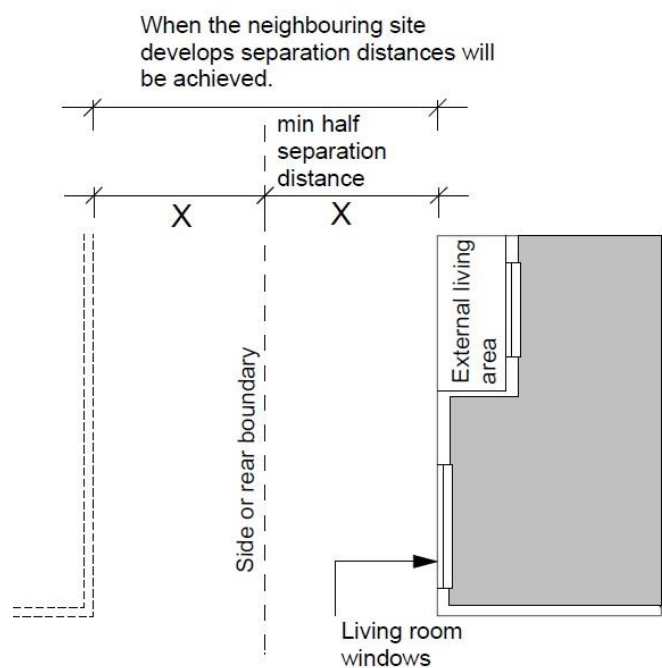 When the neighbouring site
develops separation distances will
be achieved.
min half
separation
distance
X
X
External living
area
Side or rear boundary
Living room
windows